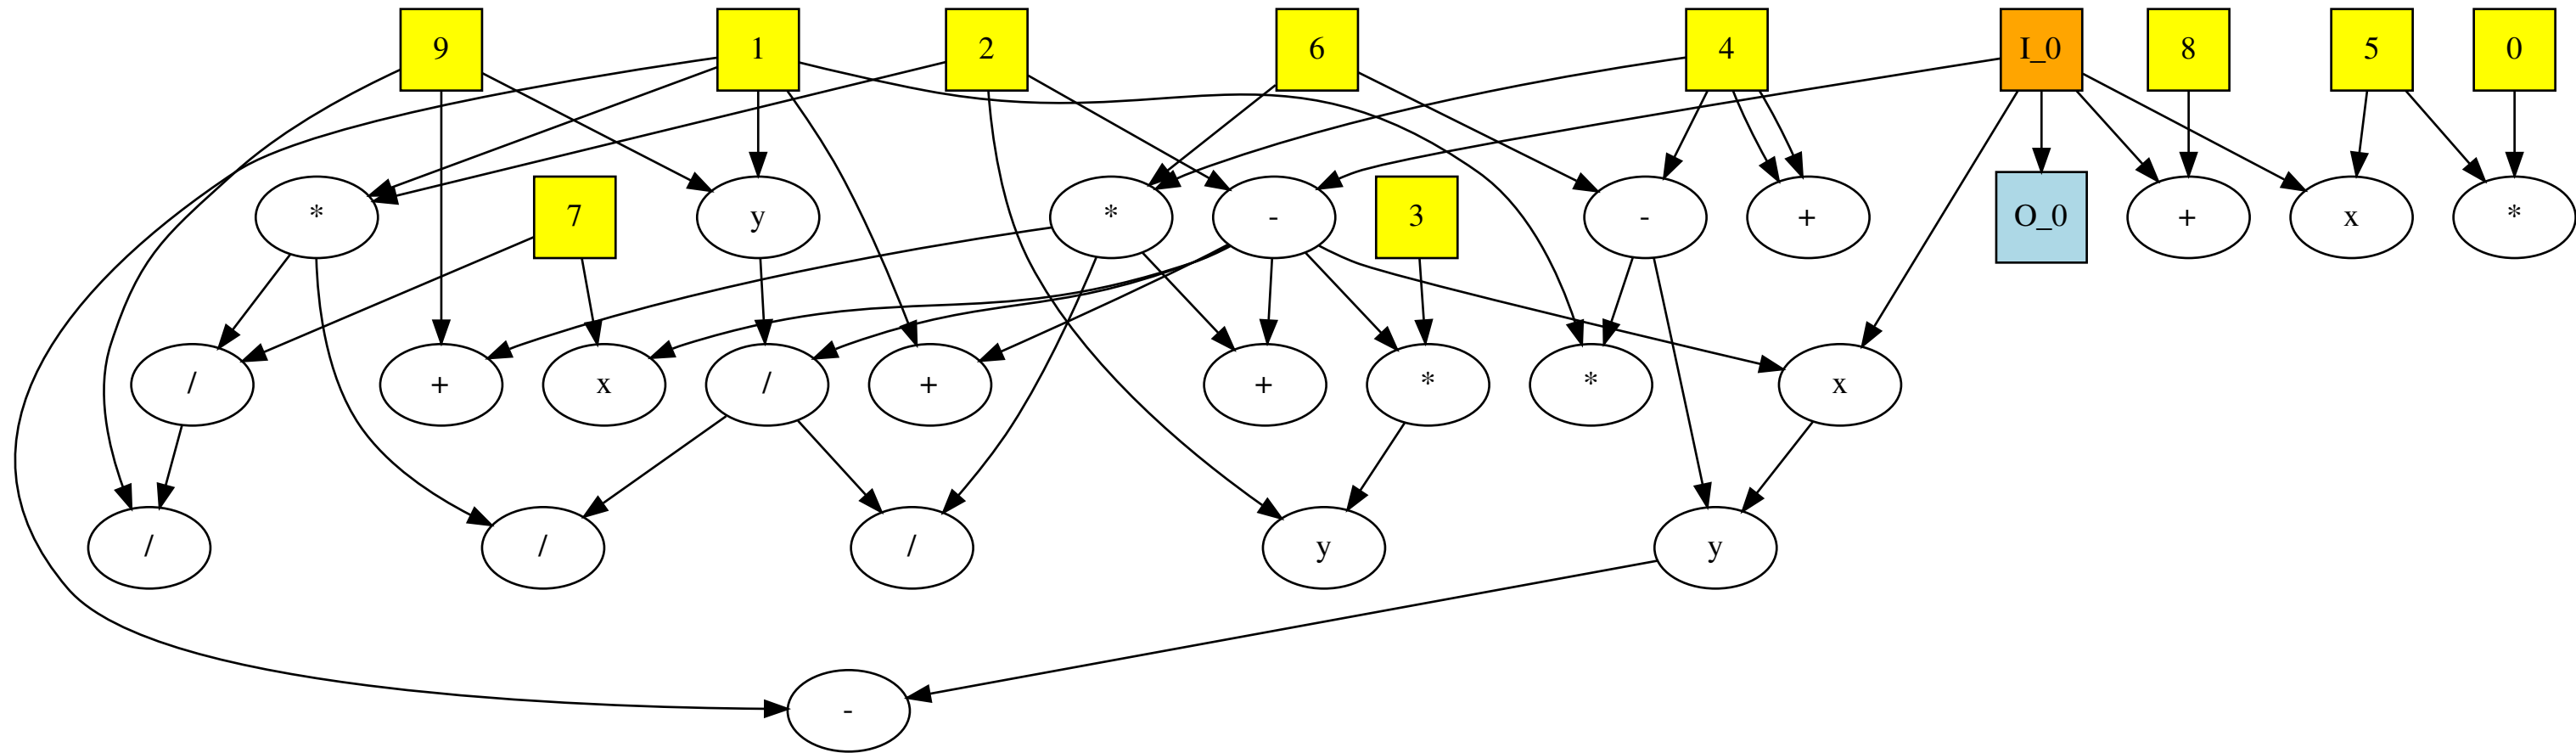 9 1 2 6 4 I_0 8 5 0
* 7 y * - 3 - + O_0 + x *
/ + x / + + * * x
/ / / y y
-